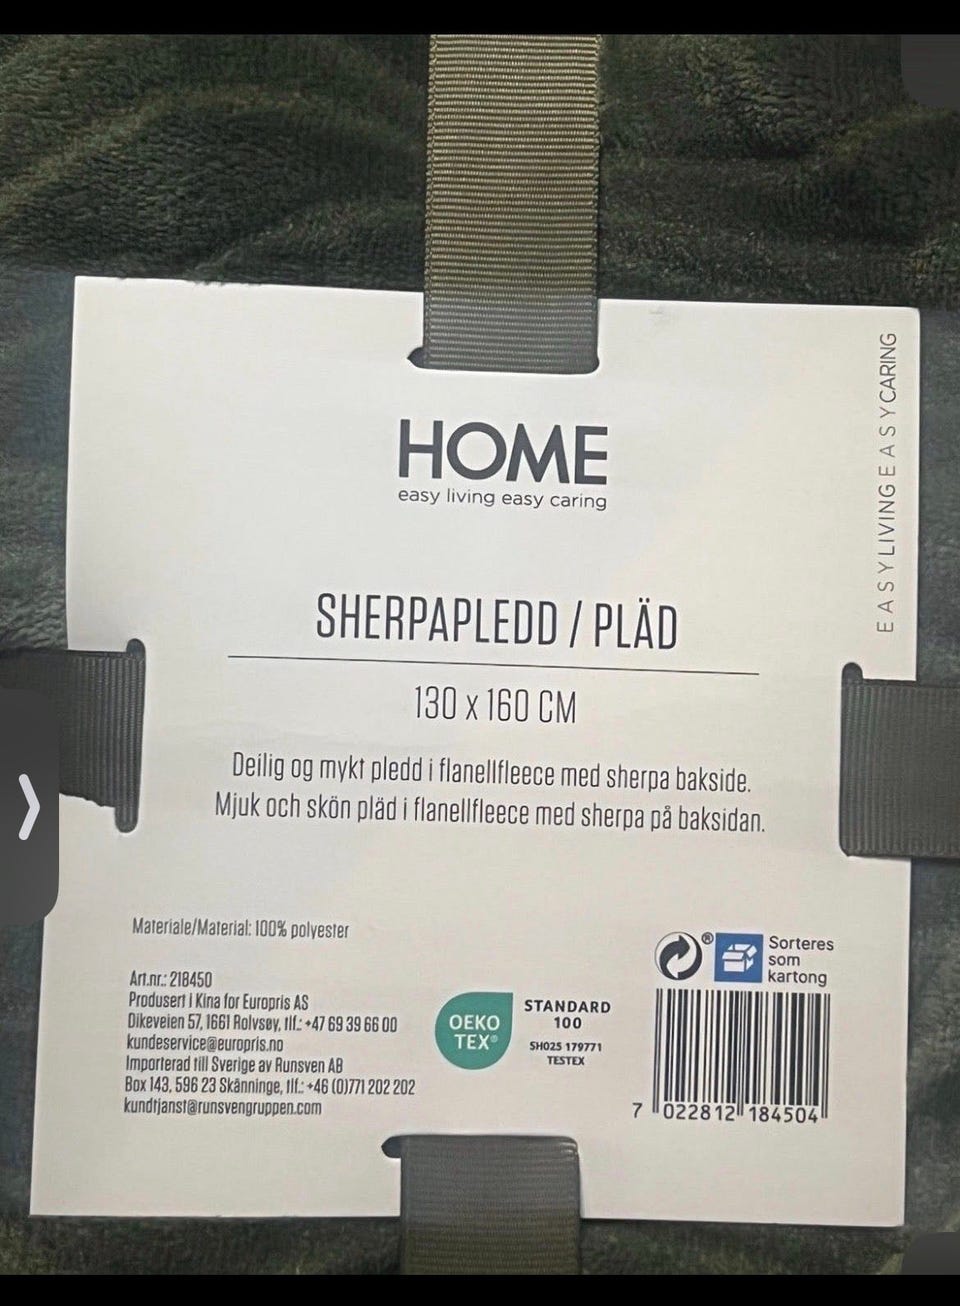 HOME
easy living easy caring
EASY LIVING EASY CARING
SHERPAPLEDD / PLÄD
130 x 160 CM
Deilig og mykt pledd i flanellfleece med sherpa bakside.
Mjuk och skön pläd i flanellfleece med sherpa på baksidan.
Materiale/Material: 100% polyester
Art.nr.: 218450
Produsert i Kina for Europris AS
Dikeveien 57, 1661 Rolvsøy, tlf.: +47 69 39 66 00
kundeservice@europris.no
Importerad till Sverige av Runsven AB
Box 143, 596 23 Skänninge, tlf.: +46 (0)771 202 202
kundtjanst@runsvengruppen.com
OEKO
TEX®
STANDARD
100
SH025 179771
TESTEX
®
Sorteres
som
kartong
7 022812 184504